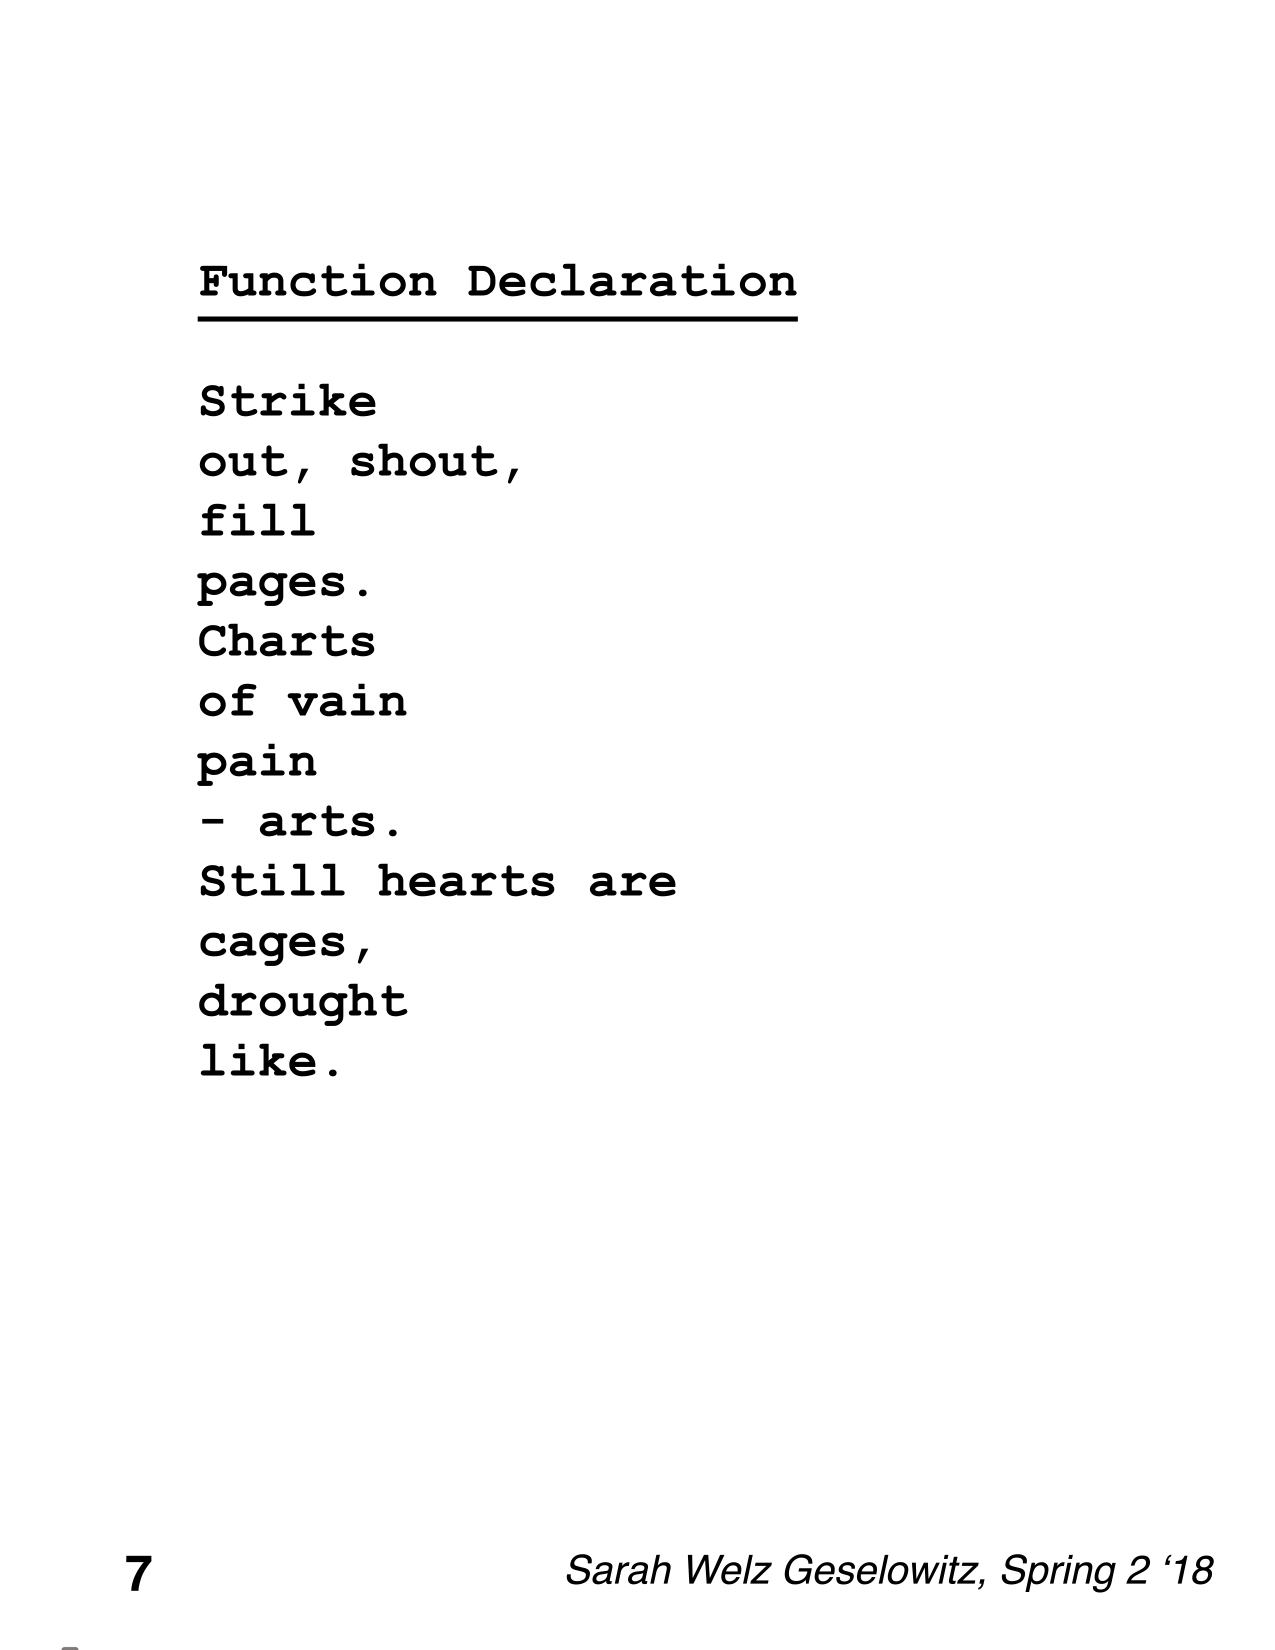 Function Declaration
Strike
out, shout,
fill
pages.
Charts
of vain
pain
- arts.
Still hearts are
cages,
drought
like.
7
Sarah Welz Geselowitz, Spring 2 ‘18